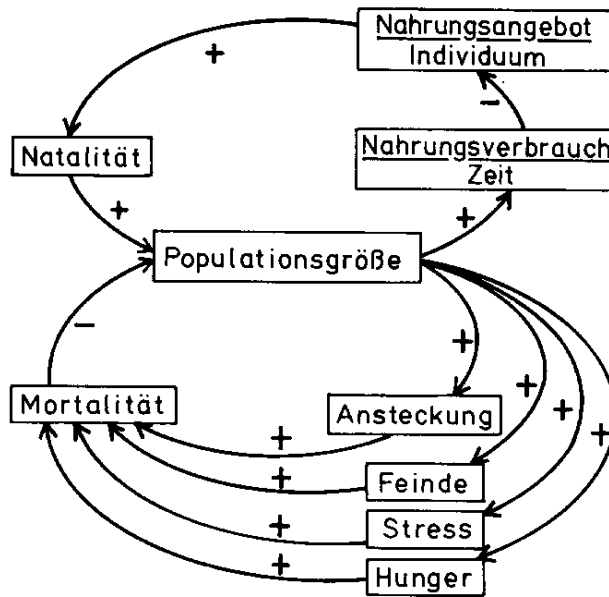 Nahrungsangebot
Individuum
+
−
Natalität
Nahrungsverbrauch
Zeit
+
+
Populationsgröße
−
+
+
+
+
Mortalität
Ansteckung
+
+
Feinde
+
Stress
+
Hunger